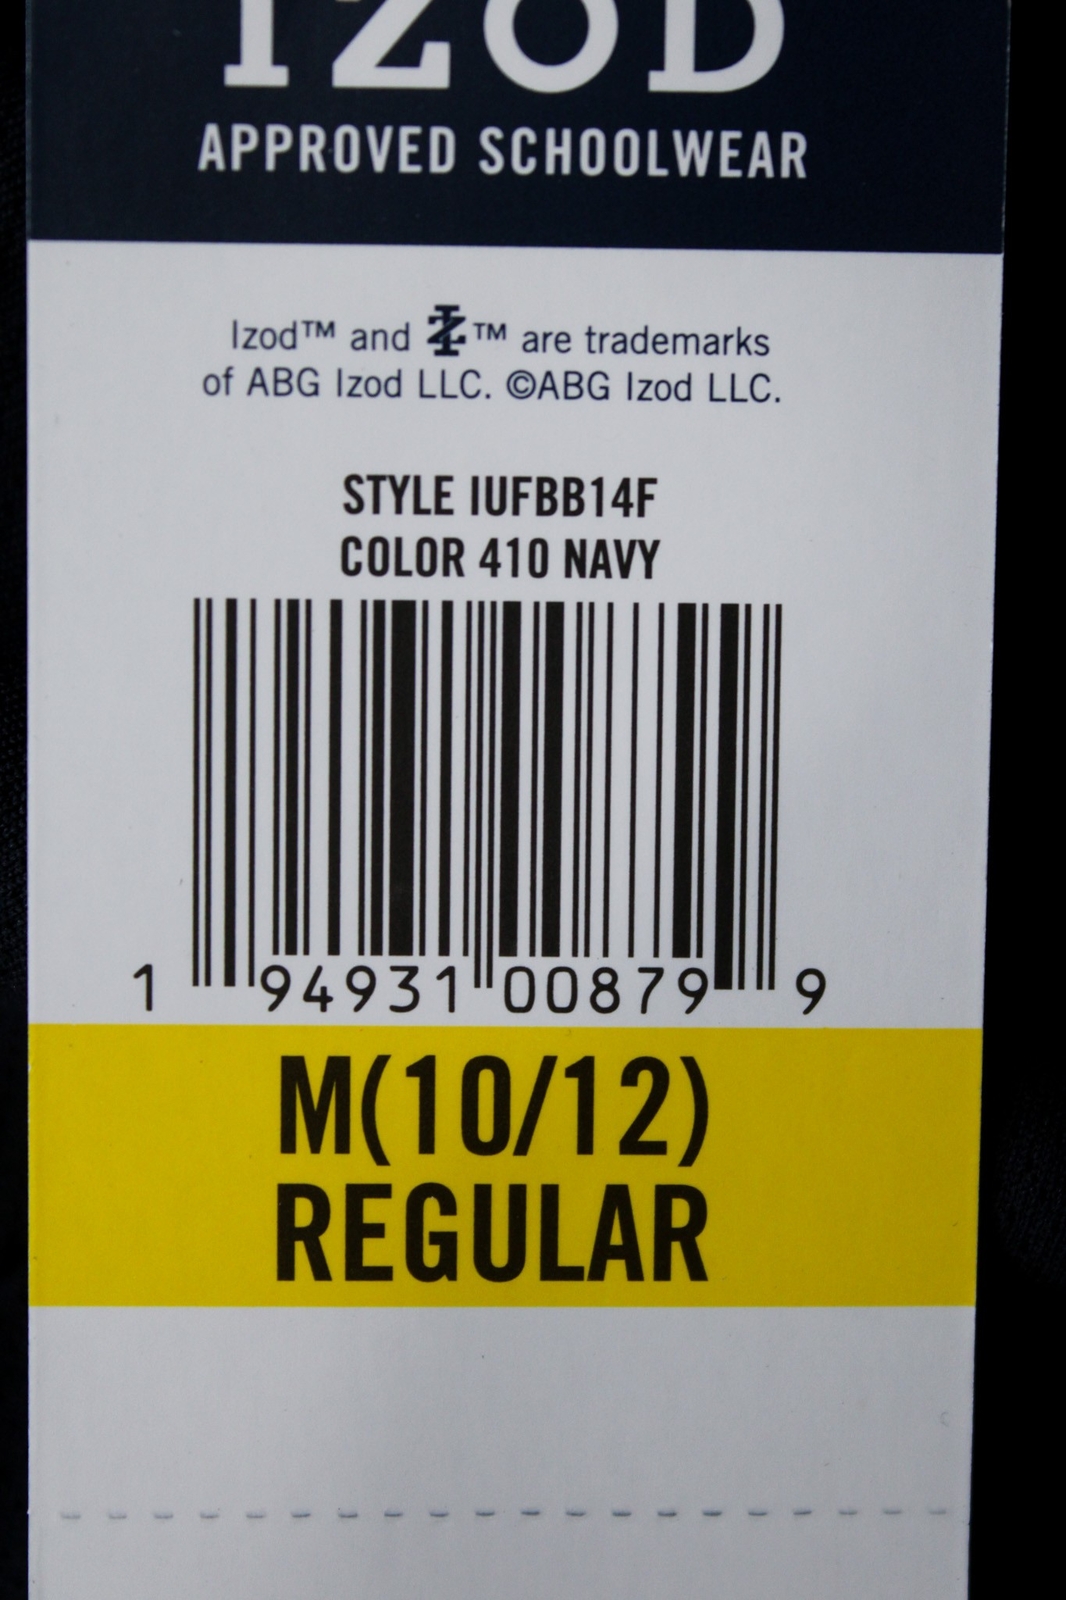 IZOD
APPROVED SCHOOLWEAR
Izod™ and ™ are trademarks
of ABG Izod LLC. ©ABG Izod LLC.
STYLE IUFBB14F
COLOR 410 NAVY
1 94931 00879 9
M(10/12)
REGULAR